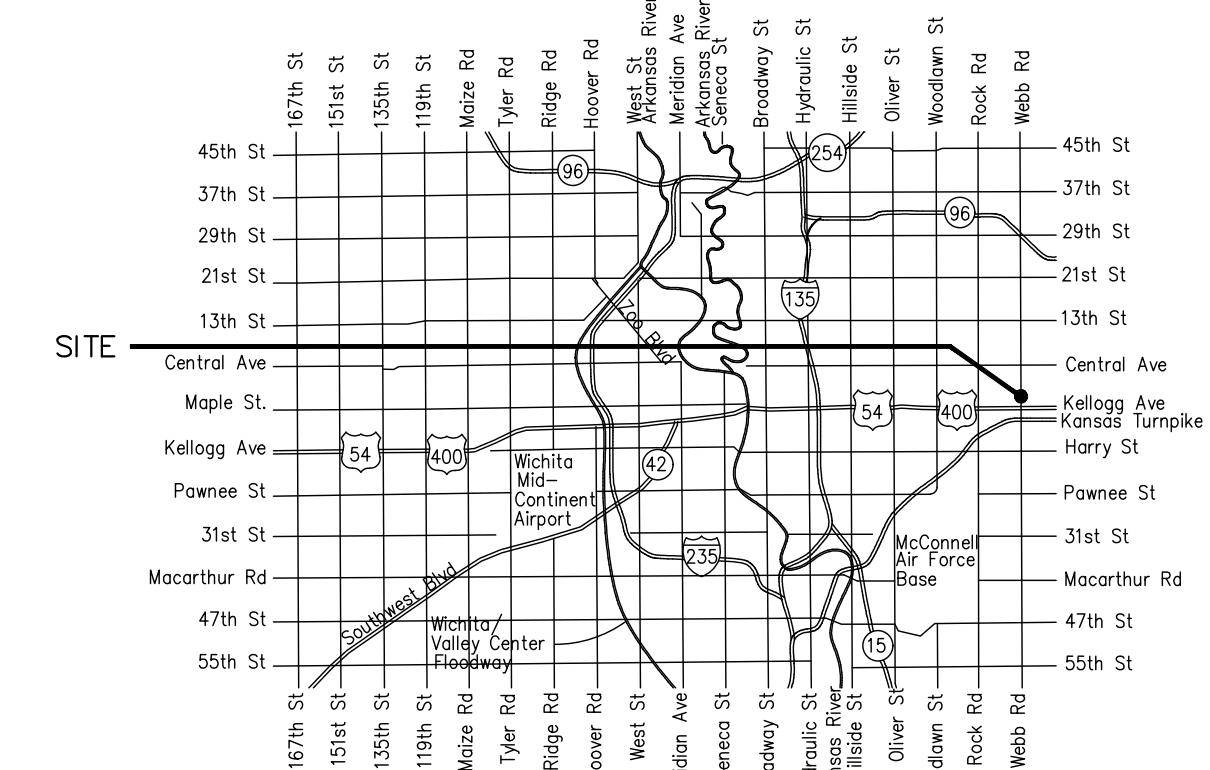 167th St
151st St
135th St
119th St
Maize Rd
Tyler Rd
Ridge Rd
Hoover Rd
West St
Arkansas River
Meridian Ave
Arkansas River
Seneca St
Broadway St
Hydraulic St
Hillside St
Oliver St
Woodlawn St
Rock Rd
Webb Rd
45th St
254
45th St
96
37th St
37th St
96
29th St
29th St
21st St
21st St
135
13th St
Zoo Blvd
13th St
SITE
Central Ave
Central Ave
Maple St.
54
400
Kellogg Ave
Kansas Turnpike
Kellogg Ave
54
400
42
Harry St
Wichita
Mid-
Continent
Airport
Pawnee St
Pawnee St
31st St
31st St
235
McConnell
Air Force
Base
Macarthur Rd
Macarthur Rd
Southwest Blvd
47th St
47th St
Wichita/
Valley Center
Floodway
15
55th St
55th St
167th St
151st St
135th St
119th St
Maize Rd
Tyler Rd
Ridge Rd
oover Rd
West St
idian Ave
eneca St
adway St
raulic St
nsas River
illside St
Oliver St
dlawn St
Rock Rd
Webb Rd